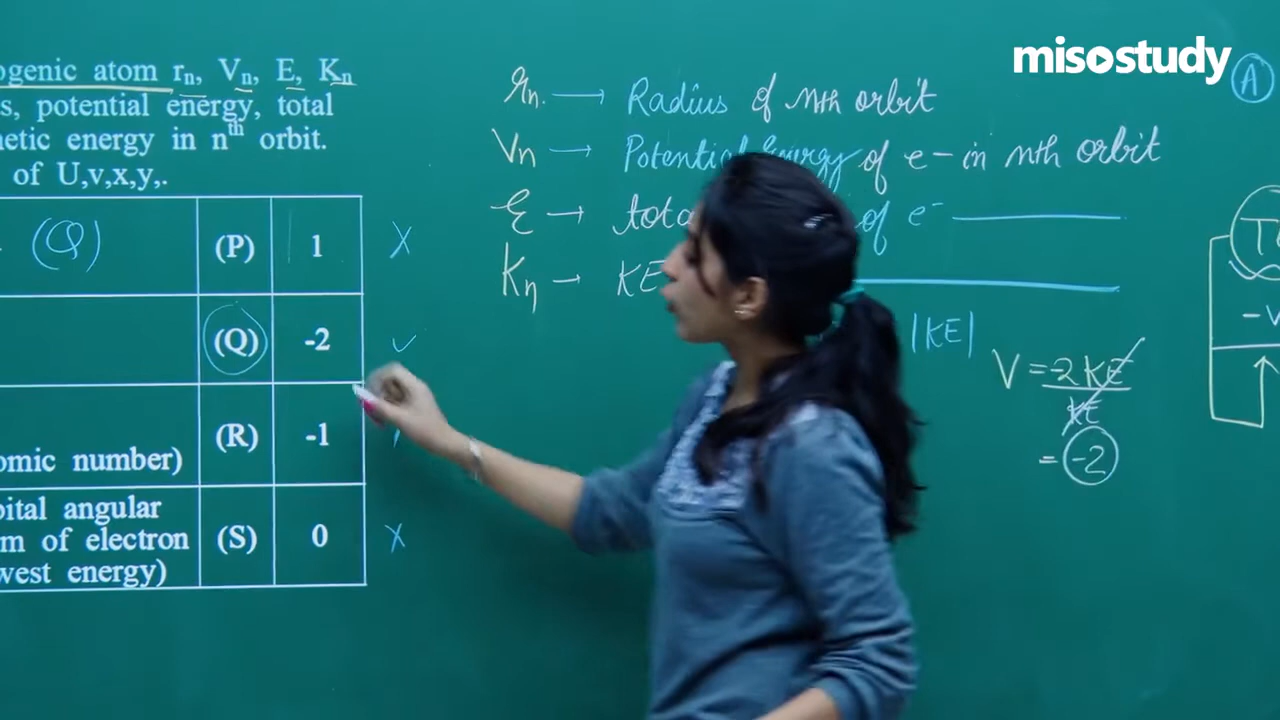 misostudy
ogenic atom rn, Vn, E, Kn
s, potential energy, total
netic energy in nth orbit.
of U,v,x,y,.
(Q) (P) 1 X
(Q) -2 ✓
omic number) (R) -1
bital angular
m of electron (S) 0 X
west energy)
rn. → Radius of nth orbit
Vn → Potential Energy of e- in nth orbit
E → tota of e-
Kn → KE
|KE|
V = -2KE
KE
= -2
A
-V